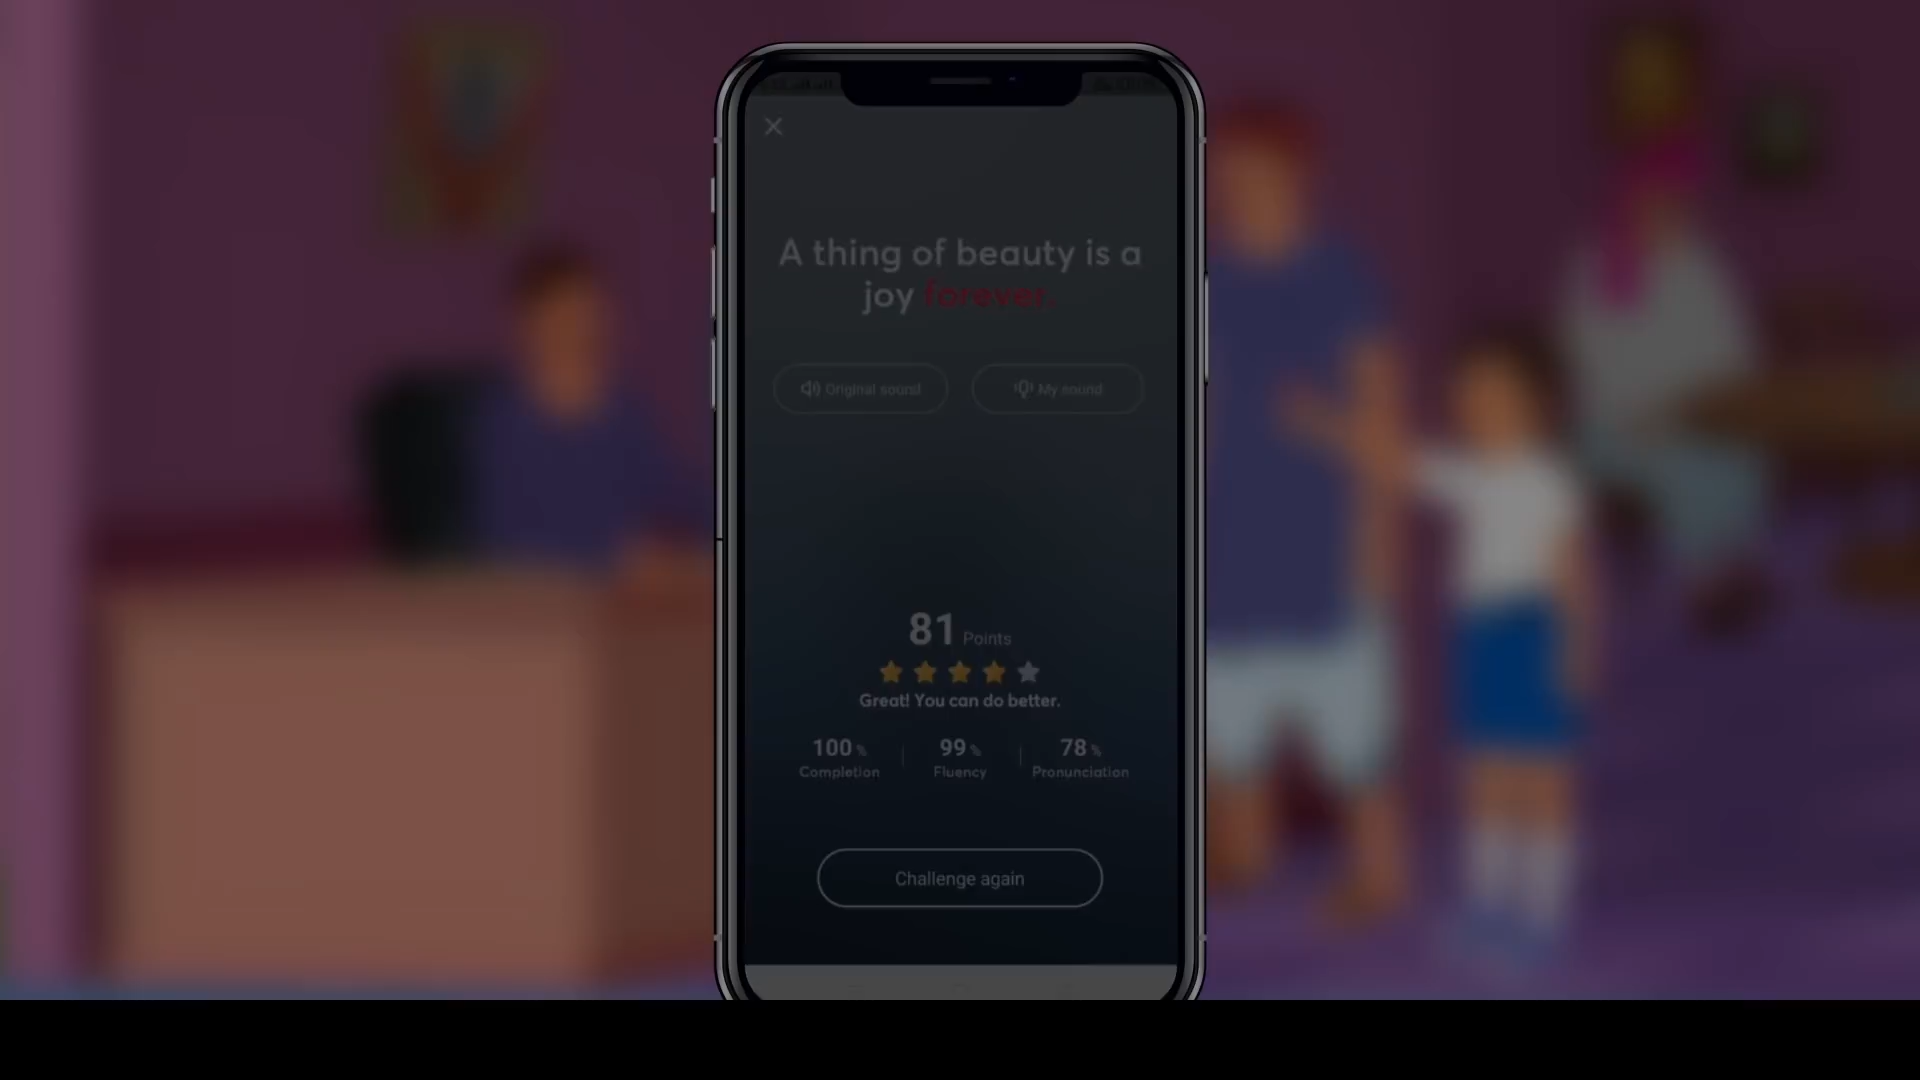 A thing of beauty is a
joy forever.
Original sound
My sound
81 Points
Great! You can do better.
100 % 99 % 78 %
Completion Fluency Pronunciation
Challenge again